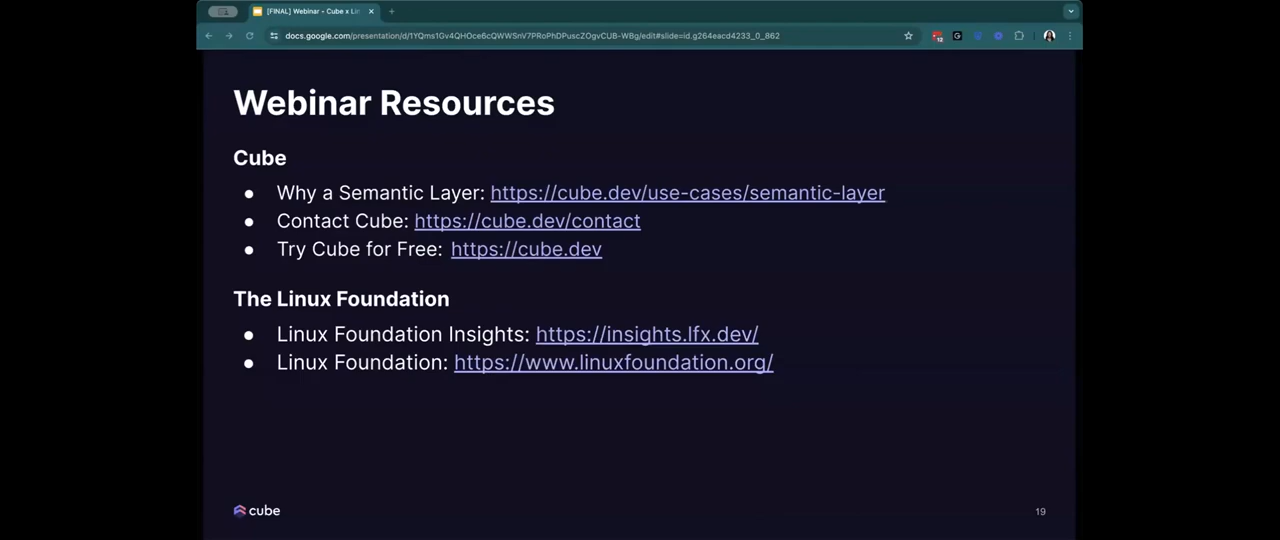 [FINAL] Webinar - Cube x Lin
docs.google.com/presentation/d/1YQms1Gv4QHOce6cQWWSnV7PRoPhDPuscZOgvCUB-WBg/edit#slide=id.g264eacd4233_0_862
12
Webinar Resources
Cube
● Why a Semantic Layer: https://cube.dev/use-cases/semantic-layer
● Contact Cube: https://cube.dev/contact
● Try Cube for Free: https://cube.dev
The Linux Foundation
● Linux Foundation Insights: https://insights.lfx.dev/
● Linux Foundation: https://www.linuxfoundation.org/
cube
19